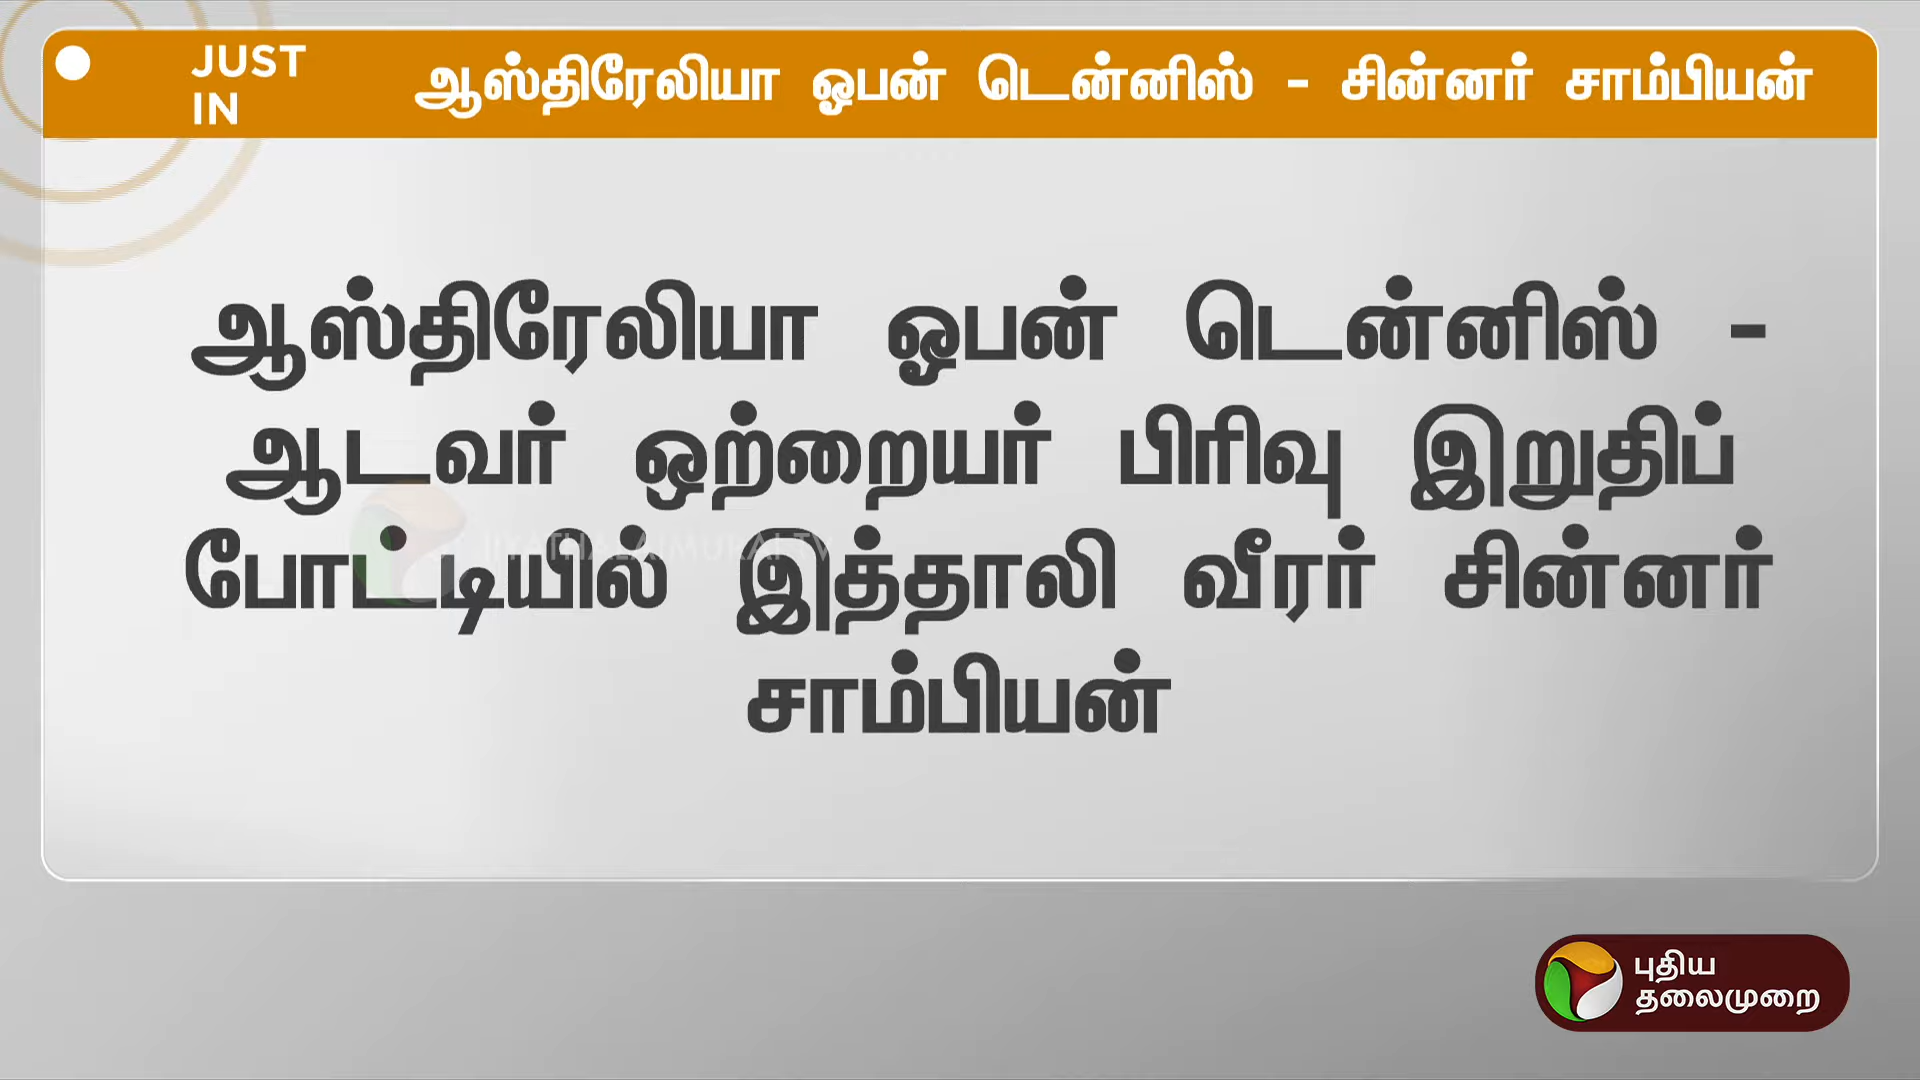 JUST
IN
ஆஸ்திரேலியா ஓபன் டென்னிஸ் - சின்னர் சாம்பியன்
ஆஸ்திரேலியா ஓபன் டென்னிஸ் -
ஆடவர் ஒற்றையர் பிரிவு இறுதிப்
போட்டியில் இத்தாலி வீரர் சின்னர்
சாம்பியன்
புதிய
தலைமுறை